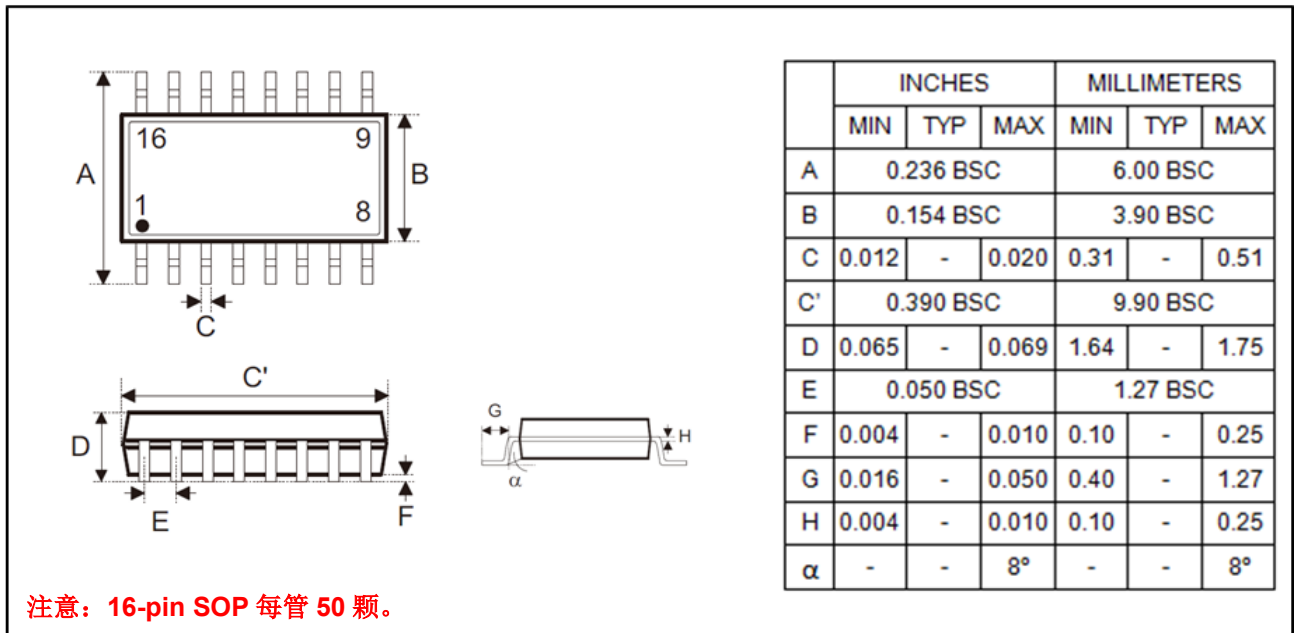 16 9
1 8
A
B
C
C'
D
E
F
G
H
α
INCHES MILLIMETERS
MIN TYP MAX MIN TYP MAX
A 0.236 BSC 6.00 BSC
B 0.154 BSC 3.90 BSC
C 0.012 - 0.020 0.31 - 0.51
C' 0.390 BSC 9.90 BSC
D 0.065 - 0.069 1.64 - 1.75
E 0.050 BSC 1.27 BSC
F 0.004 - 0.010 0.10 - 0.25
G 0.016 - 0.050 0.40 - 1.27
H 0.004 - 0.010 0.10 - 0.25
α - - 8° - - 8°
注意：16-pin SOP 每管 50 颗。